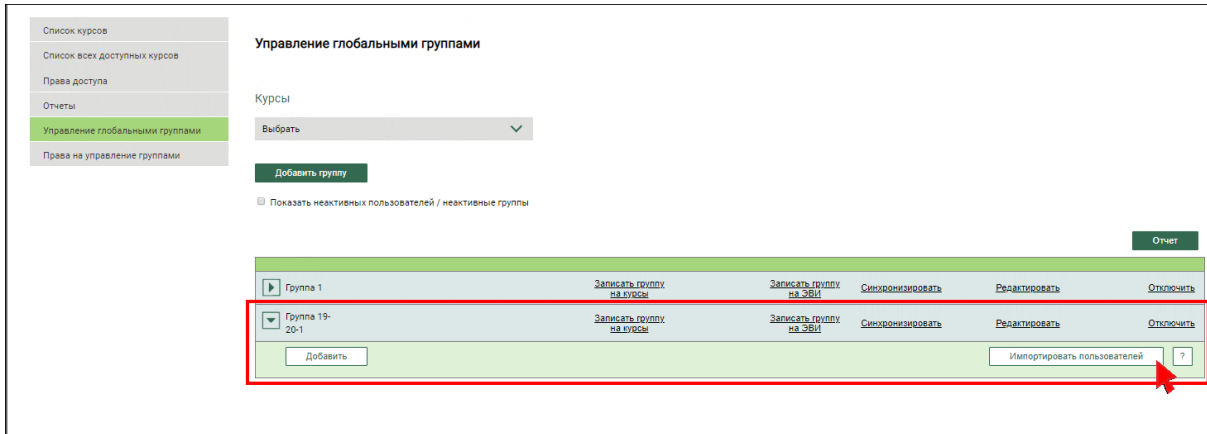 Список курсов
Список всех доступных курсов
Права доступа
Отчеты
Управление глобальными группами
Права на управление группами
Управление глобальными группами
Курсы
Выбрать
Добавить группу
Показать неактивных пользователей / неактивные группы
Отчет
Группа 1
Записать группу
на курсы
Записать группу
на ЭВИ
Синхронизировать
Редактировать
Отключить
Группа 19-
20-1
Записать группу
на курсы
Записать группу
на ЭВИ
Синхронизировать
Редактировать
Отключить
Добавить
Импортировать пользователей
?